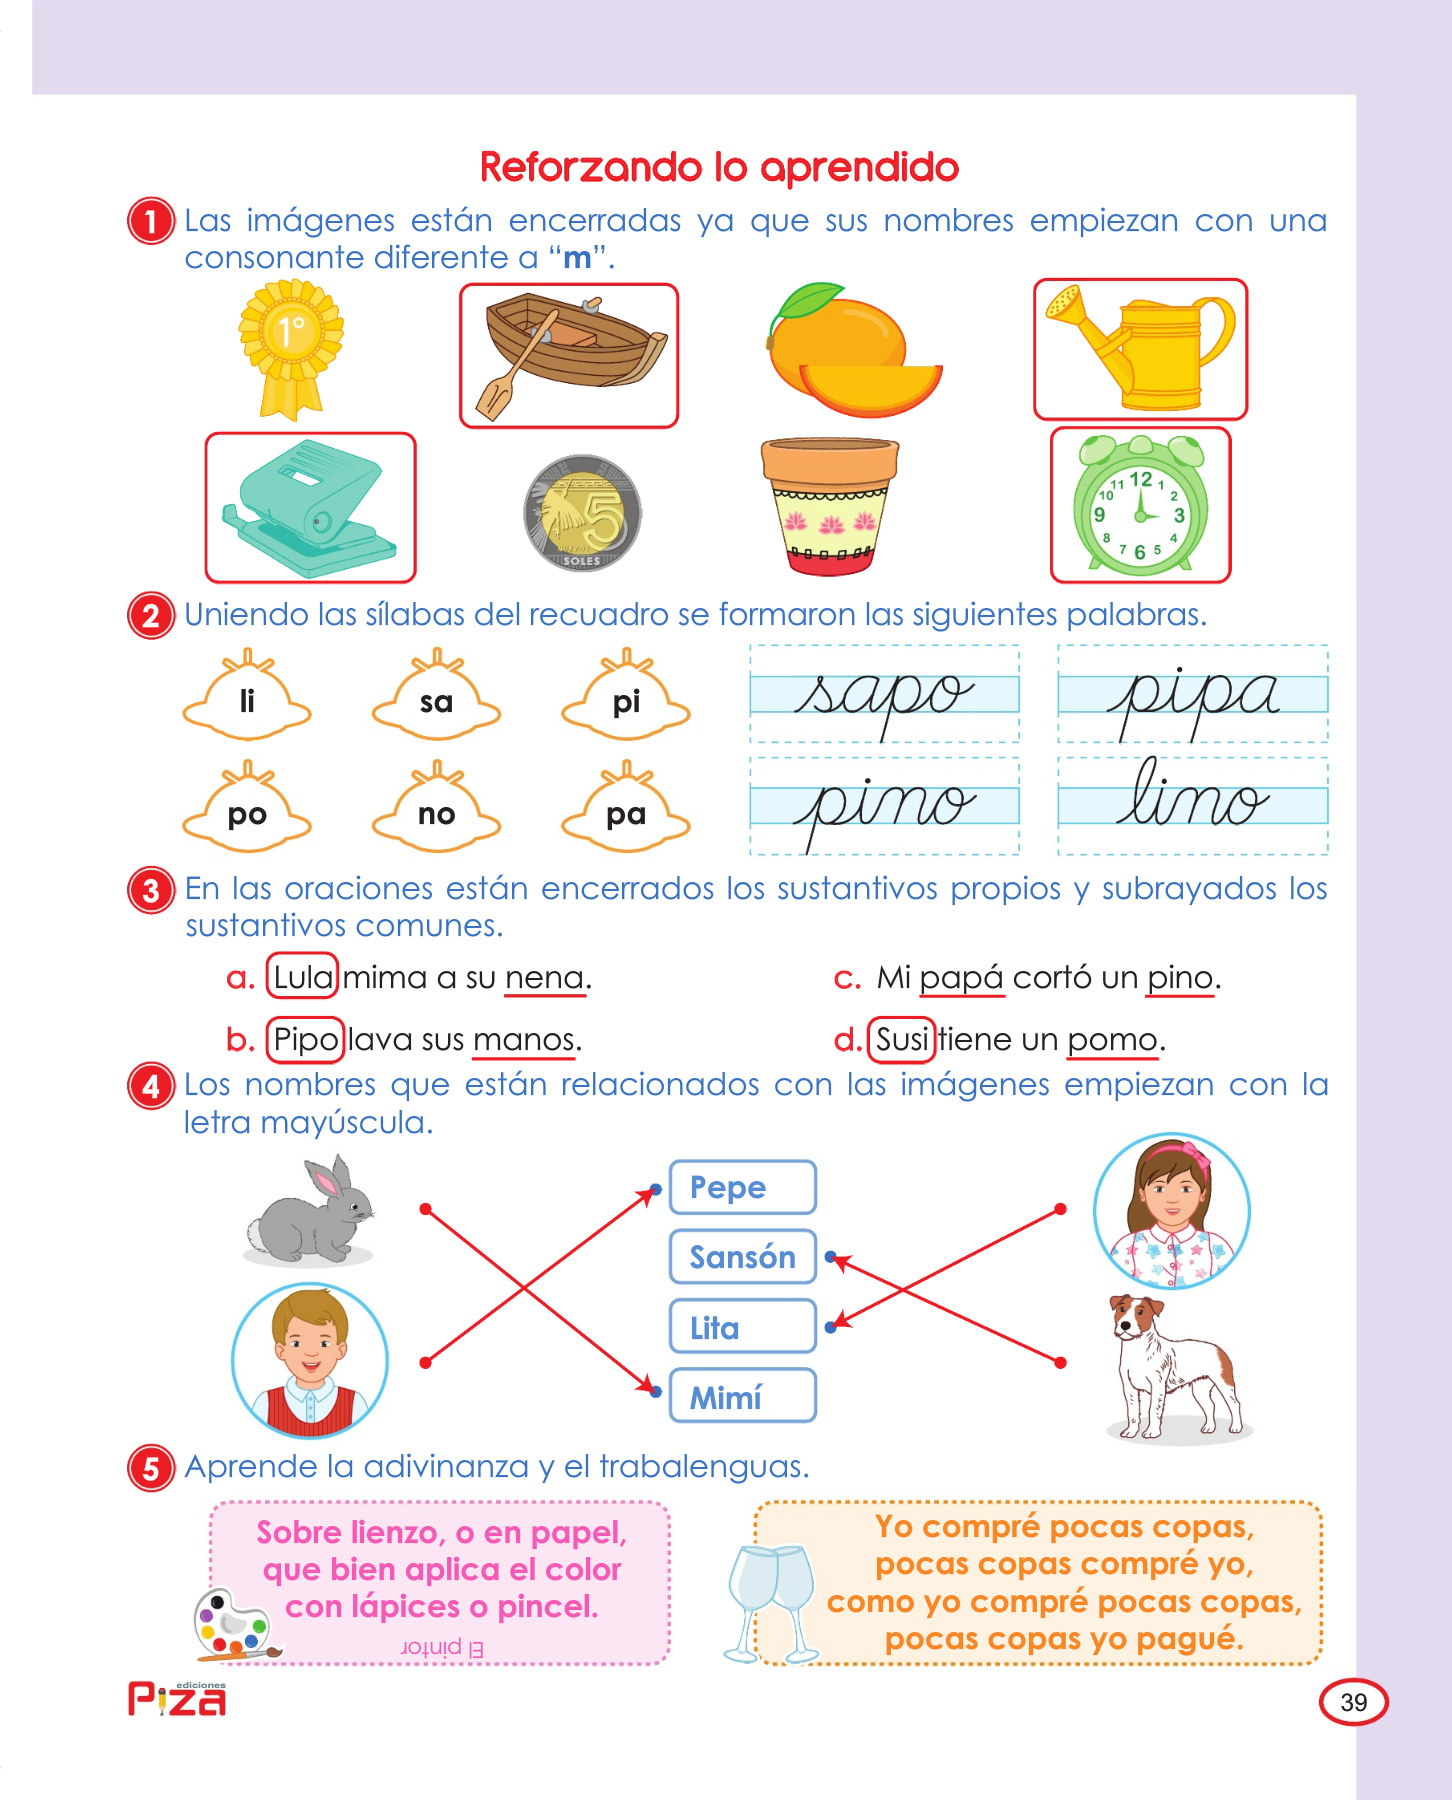 Reforzando lo aprendido
1 Las imágenes están encerradas ya que sus nombres empiezan con una
consonante diferente a “m”.
1°
5
SOLES
12
1
2
3
4
5
6
7
8
9
10
11
2 Uniendo las sílabas del recuadro se formaron las siguientes palabras.
li sa pi sapo pipa
po no pa pino lino
3 En las oraciones están encerrados los sustantivos propios y subrayados los
sustantivos comunes.
a. Lula mima a su nena.
c. Mi papá cortó un pino.
b. Pipo lava sus manos.
d. Susi tiene un pomo.
4 Los nombres que están relacionados con las imágenes empiezan con la
letra mayúscula.
Pepe
Sansón
Lita
Mimí
5 Aprende la adivinanza y el trabalenguas.
Sobre lienzo, o en papel,
que bien aplica el color
con lápices o pincel.
El pintor
Yo compré pocas copas,
pocas copas compré yo,
como yo compré pocas copas,
pocas copas yo pagué.
ediciones
Piza
39